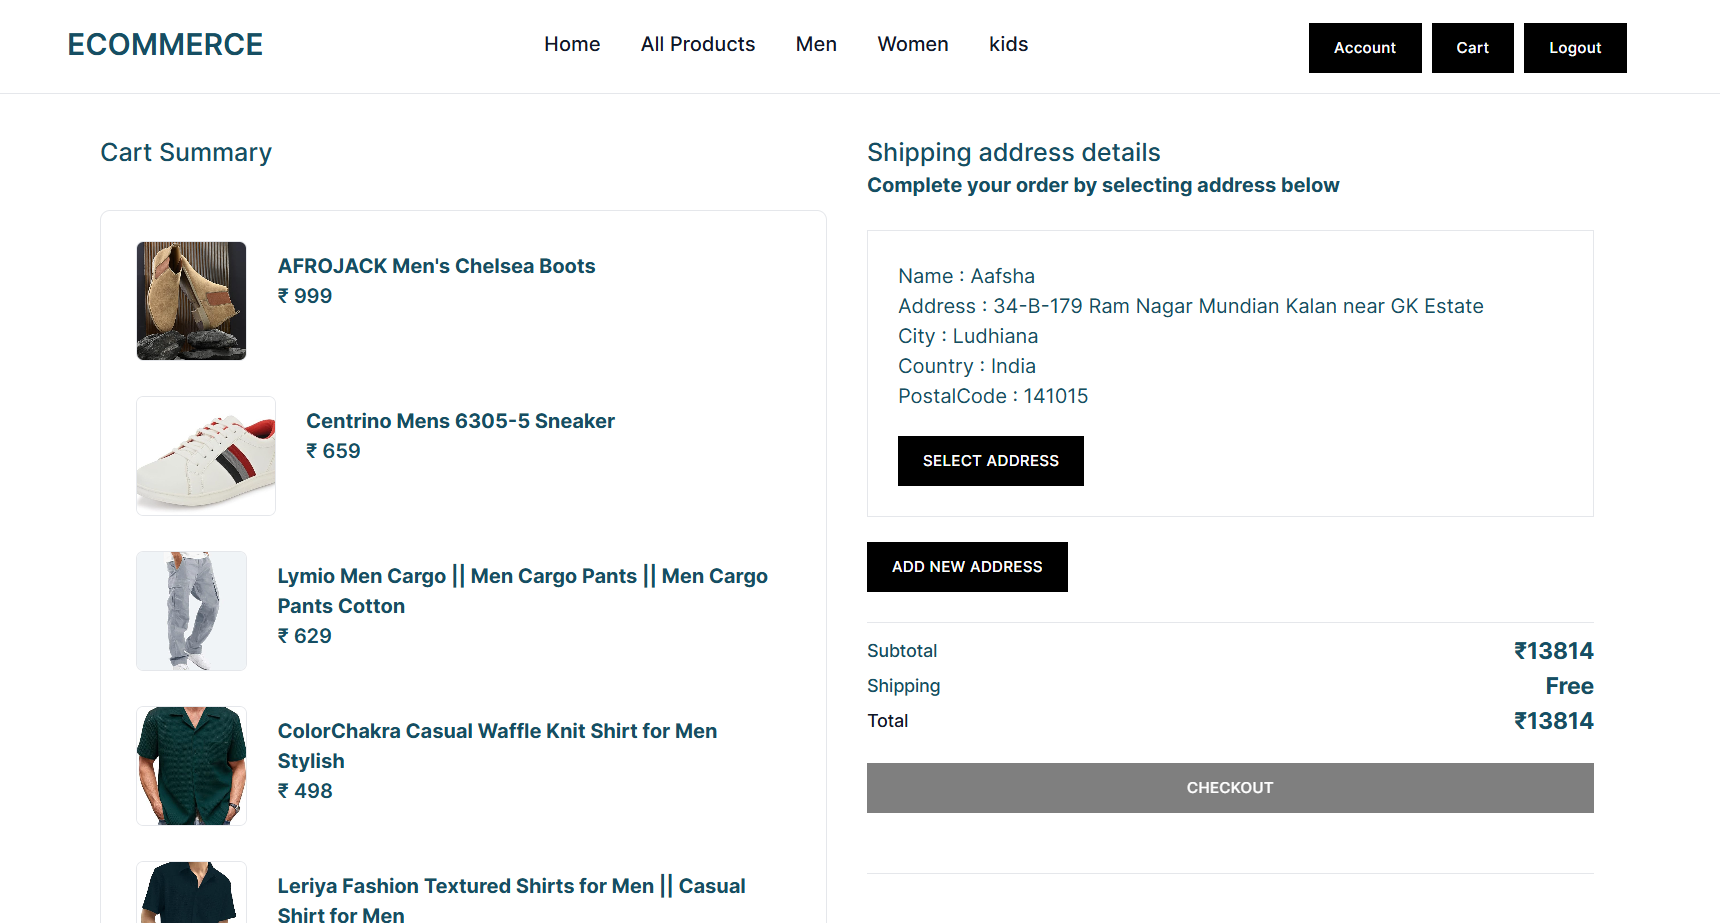 ECOMMERCE
Home
All Products
Men
Women
kids
Account
Cart
Logout
Cart Summary
AFROJACK Men's Chelsea Boots
₹ 999
Centrino Mens 6305-5 Sneaker
₹ 659
Lymio Men Cargo || Men Cargo Pants || Men Cargo
Pants Cotton
₹ 629
ColorChakra Casual Waffle Knit Shirt for Men
Stylish
₹ 498
Leriya Fashion Textured Shirts for Men || Casual
Shirt for Men
Shipping address details
Complete your order by selecting address below
Name : Aafsha
Address : 34-B-179 Ram Nagar Mundian Kalan near GK Estate
City : Ludhiana
Country : India
PostalCode : 141015
SELECT ADDRESS
ADD NEW ADDRESS
Subtotal ₹13814
Shipping Free
Total ₹13814
CHECKOUT